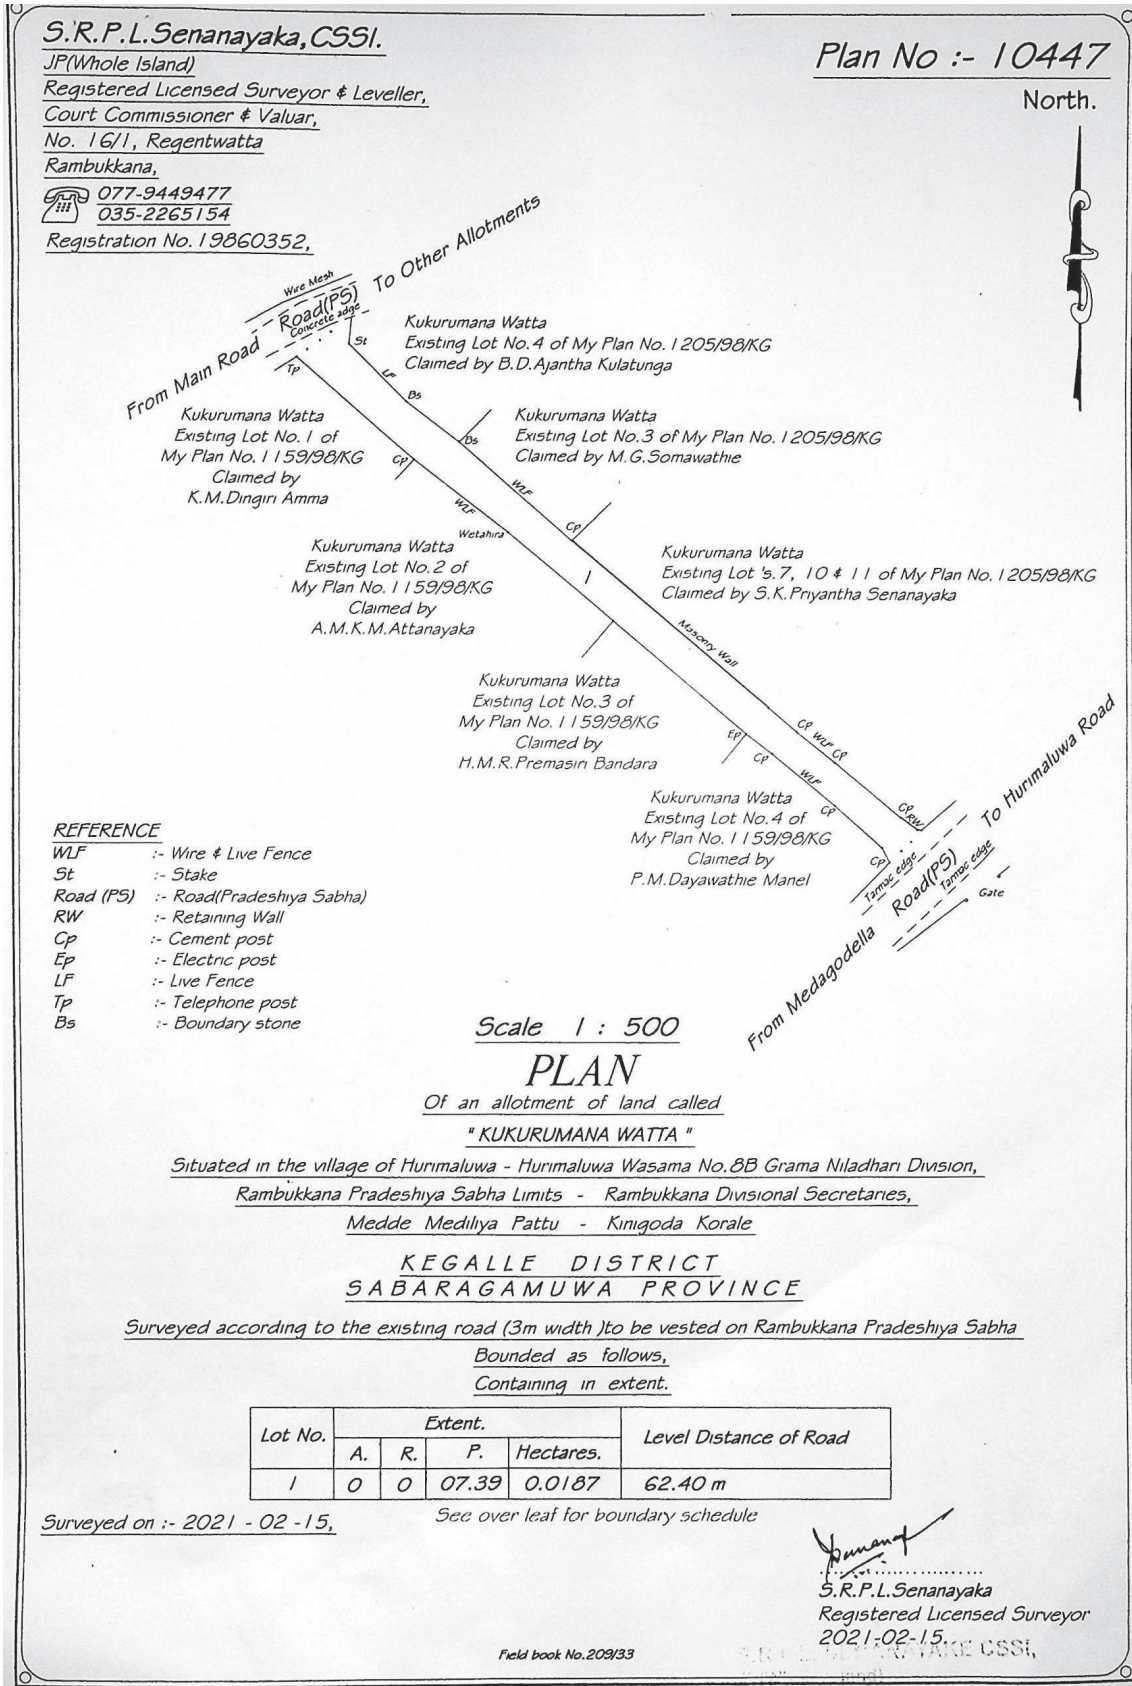 S.R.P.L.Senanayaka,CSSI.
JP(Whole Island)
Registered Licensed Surveyor & Leveller,
Court Commissioner & Valuar,
No. 16/1, Regentwatta
Rambukkana,
077-9449477
035-2265154
Registration No.19860352,
Plan No :- 10447
North.
Wire Mesh
Road(PS)
Concrete adge
To Other Allotments
From Main Road
Tp
St
LF
Bs
Kukurumana Watta
Existing Lot No.4 of My Plan No.1205/98/KG
Claimed by B.D.Ajantha Kulatunga
Kukurumana Watta
Existing Lot No.1 of
My Plan No.1159/98/KG
Claimed by
K.M.Dingiri Amma
Bs
Kukurumana Watta
Existing Lot No.3 of My Plan No.1205/98/KG
Claimed by M.G.Somawathie
Cp
WLF
WLF
Wetahira
Cp
Kukurumana Watta
Existing Lot No.2 of
My Plan No.1159/98/KG
Claimed by
A.M.K.M.Attanayaka
1
Kukurumana Watta
Existing Lot 's.7, 10 & 11 of My Plan No.1205/98/KG
Claimed by S.K.Priyantha Senanayaka
Masonry Wall
Kukurumana Watta
Existing Lot No.3 of
My Plan No.1159/98/KG
Claimed by
H.M.R.Premasiri Bandara
Ep
Cp
WLF
Cp
Cp
Cp WLF Cp
Cp RW
Kukurumana Watta
Existing Lot No.4 of
My Plan No.1159/98/KG
Claimed by
P.M.Dayawathie Manel
To Hurimaluwa Road
Tarmac edge
Road(PS)
Tarmac edge
Gate
From Medagodella
REFERENCE
WLF :- Wire & Live Fence
St :- Stake
Road (PS) :- Road(Pradeshiya Sabha)
RW :- Retaining Wall
Cp :- Cement post
Ep :- Electric post
LF :- Live Fence
Tp :- Telephone post
Bs :- Boundary stone
Scale 1 : 500
PLAN
Of an allotment of land called
" KUKURUMANA WATTA "
Situated in the village of Hurimaluwa - Hurimaluwa Wasama No.8B Grama Niladhari Division,
Rambukkana Pradeshiya Sabha Limits - Rambukkana Divisional Secretaries,
Medde Mediliya Pattu - Kinigoda Korale
KEGALLE DISTRICT
SABARAGAMUWA PROVINCE
Surveyed according to the existing road (3m width )to be vested on Rambukkana Pradeshiya Sabha
Bounded as follows,
Containing in extent.
Lot No. Extent. Level Distance of Road
A. R. P. Hectares.
1 0 0 07.39 0.0187 62.40 m
See over leaf for boundary schedule
Surveyed on :- 2021 - 02 -15,
S.R.P.L.Senanayaka
Registered Licensed Surveyor
2021-02-15,
CSSI,
Field book No.209/33